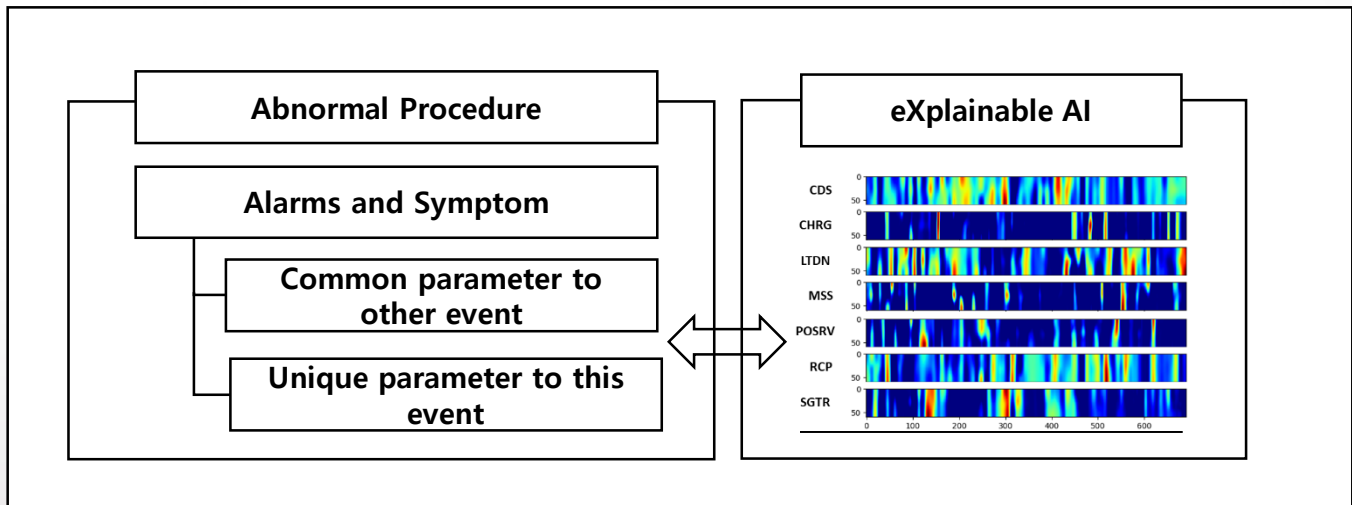 Abnormal Procedure
Alarms and Symptom
Common parameter to
other event
Unique parameter to this
event
eXplainable AI
CDS
0
50
CHRG
0
50
LTDN
0
50
MSS
0
50
POSRV
0
50
RCP
0
50
SGTR
0
50
0 100 200 300 400 500 600